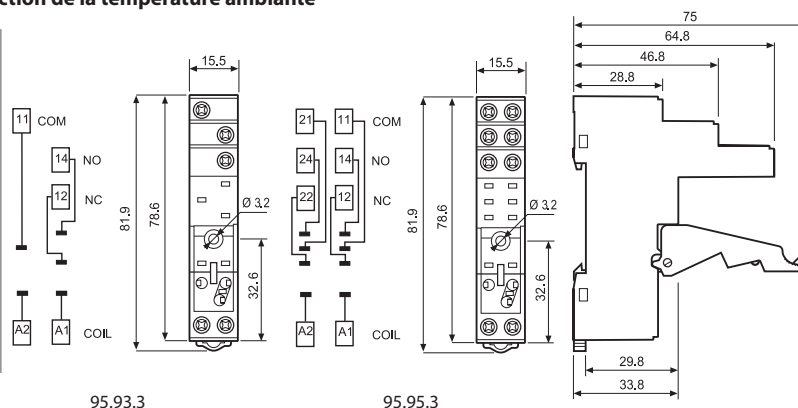 ction de la température ambiante
75
64.8
46.8
28.8
15.5
15.5
11 COM
21 11 COM
14 NO
24 14 NO
12 NC
22 12 NC
81.9
78.6
Ø 3.2
32.6
81.9
78.6
Ø 3.2
32.6
A2 A1 COIL
A2 A1 COIL
29.8
33.8
95.93.3
95.95.3